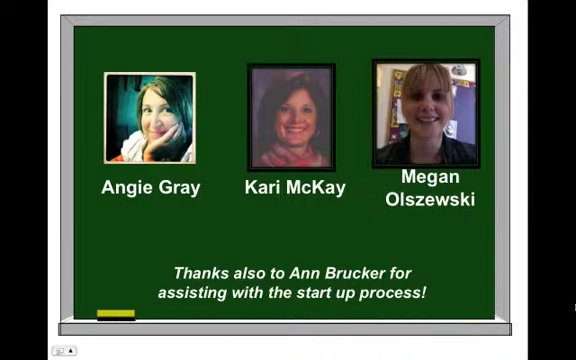 Angie Gray
Kari McKay
Megan
Olszewski
Thanks also to Ann Brucker for
assisting with the start up process!